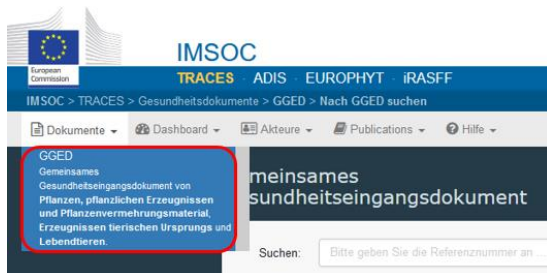 IMSOC
European
Commission
TRACES · ADIS · EUROPHYT · iRASFF
IMSOC > TRACES > Gesundheitsdokumente > GGED > Nach GGED suchen
Dokumente Dashboard Akteure Publications Hilfe
GGED
Gemeinsames
Gesundheitseingangsdokument von
Pflanzen, pflanzlichen Erzeugnissen
und Pflanzenvermehrungsmaterial,
Erzeugnissen tierischen Ursprungs und
Lebendtieren.
meinsames
sundheitseingangsdokument
Suchen: Bitte geben Sie die Referenznummer an ...